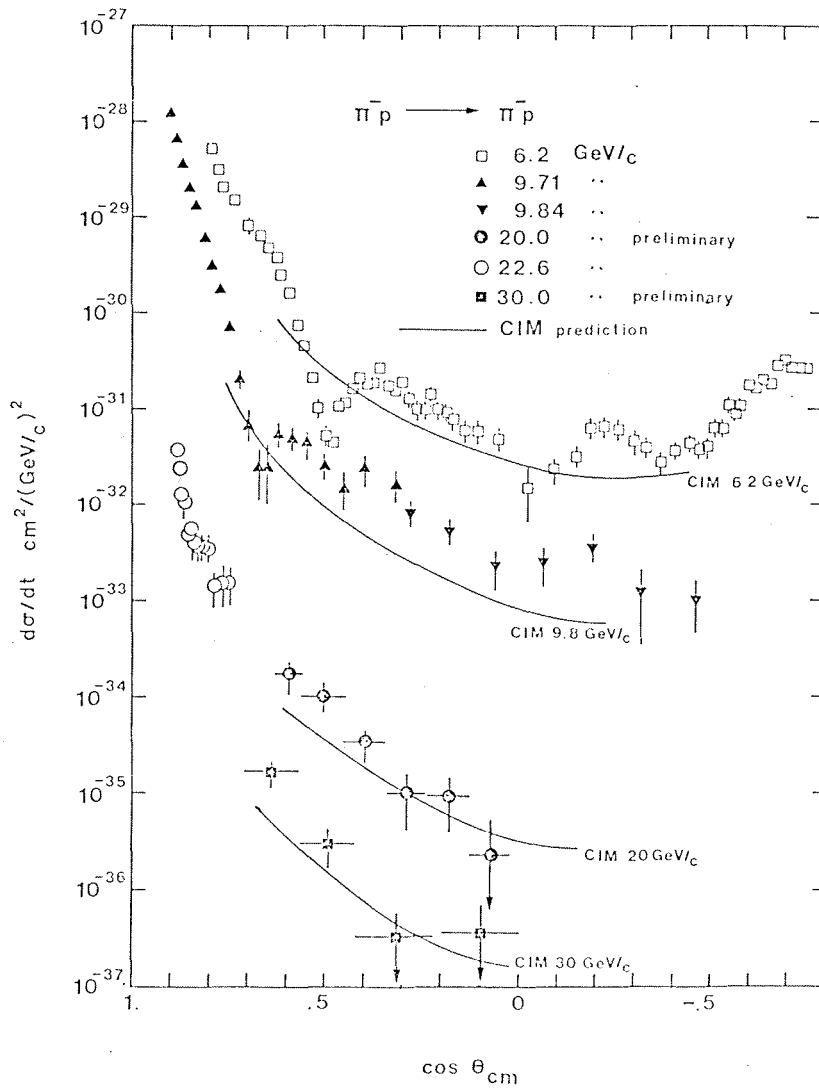 10⁻²⁷
10⁻²⁸
10⁻²⁹
10⁻³⁰
10⁻³¹
10⁻³²
10⁻³³
10⁻³⁴
10⁻³⁵
10⁻³⁶
10⁻³⁷
dσ/dt cm²/(GeV/c)²
π⁻p → π⁻p
6.2 GeV/c
9.71 ''
9.84 ''
20.0 '' preliminary
22.6 ''
30.0 '' preliminary
CIM prediction
CIM 6.2 GeV/c
CIM 9.8 GeV/c
CIM 20 GeV/c
CIM 30 GeV/c
1. .5 0 -.5
cos θcm